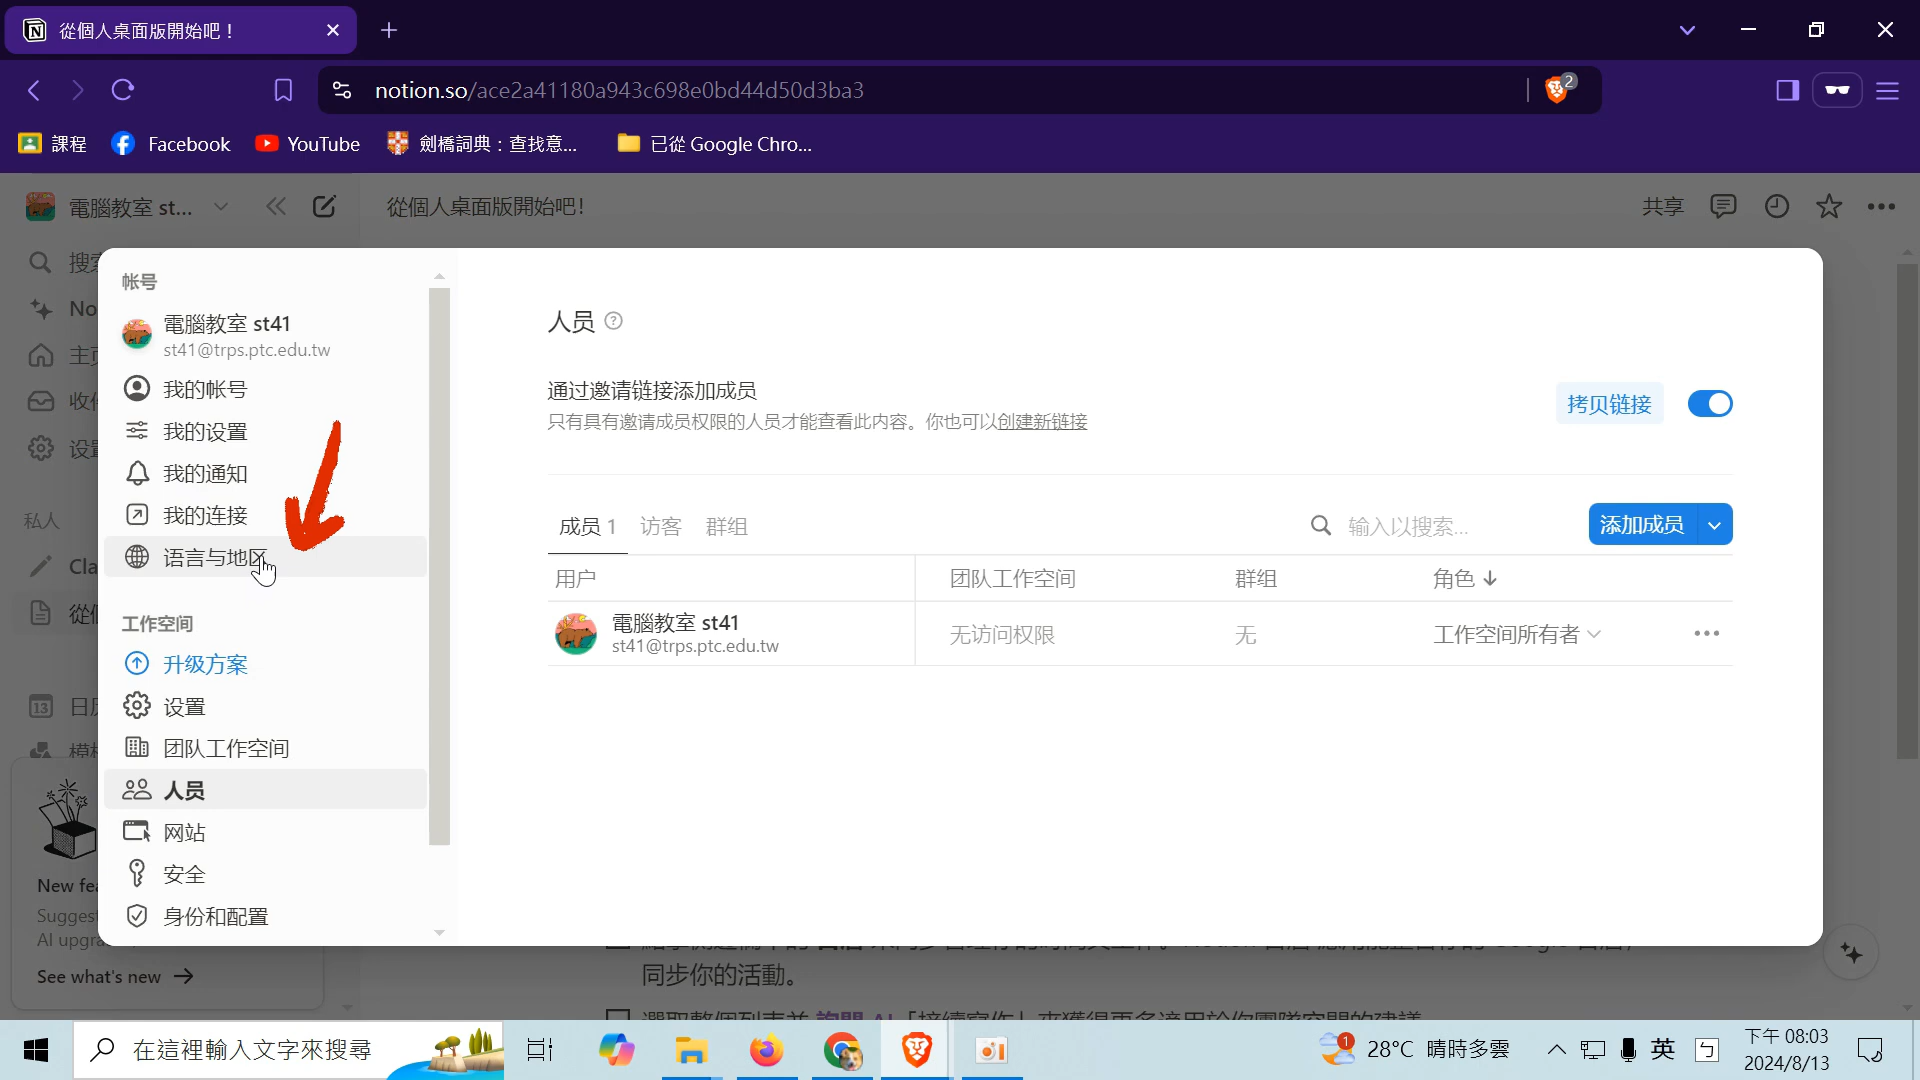 從個人桌面版開始吧！
notion.so/ace2a41180a943c698e0bd44d50d3ba3
2
課程
Facebook
YouTube
劍橋詞典：查找意...
已從 Google Chro...
電腦教室 st...
從個人桌面版開始吧！
共享
帐号
電腦教室 st41
st41@trps.ptc.edu.tw
我的帐号
我的设置
我的通知
我的连接
语言与地区
工作空间
升级方案
设置
团队工作空间
人员
网站
安全
身份和配置
私人
13
New fea
Suggest
AI upgra
See what's new
人员
通过邀请链接添加成员
只有具有邀请成员权限的人员才能查看此内容。你也可以创建新链接
拷贝链接
成员 1
访客
群组
输入以搜索...
添加成员
用户
团队工作空间
群组
角色
電腦教室 st41
st41@trps.ptc.edu.tw
无访问权限
无
工作空间所有者
同步你的活動。
在這裡輸入文字來搜尋
1
28°C 晴時多雲
英
ㄅ
下午 08:03
2024/8/13